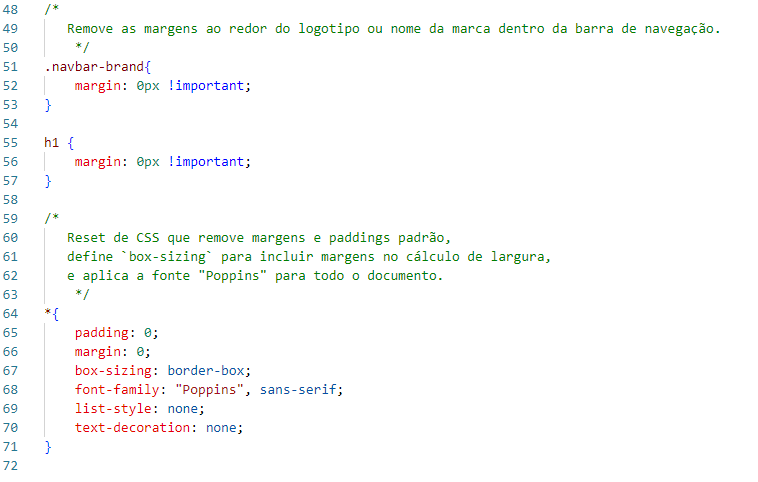 48 /*
49 Remove as margens ao redor do logotipo ou nome da marca dentro da barra de navegação.
50 */
51 .navbar-brand{
52 margin: 0px !important;
53 }
54
55 h1 {
56 margin: 0px !important;
57 }
58
59 /*
60 Reset de CSS que remove margens e paddings padrão,
61 define `box-sizing` para incluir margens no cálculo de largura,
62 e aplica a fonte "Poppins" para todo o documento.
63 */
64 *{
65 padding: 0;
66 margin: 0;
67 box-sizing: border-box;
68 font-family: "Poppins", sans-serif;
69 list-style: none;
70 text-decoration: none;
71 }
72